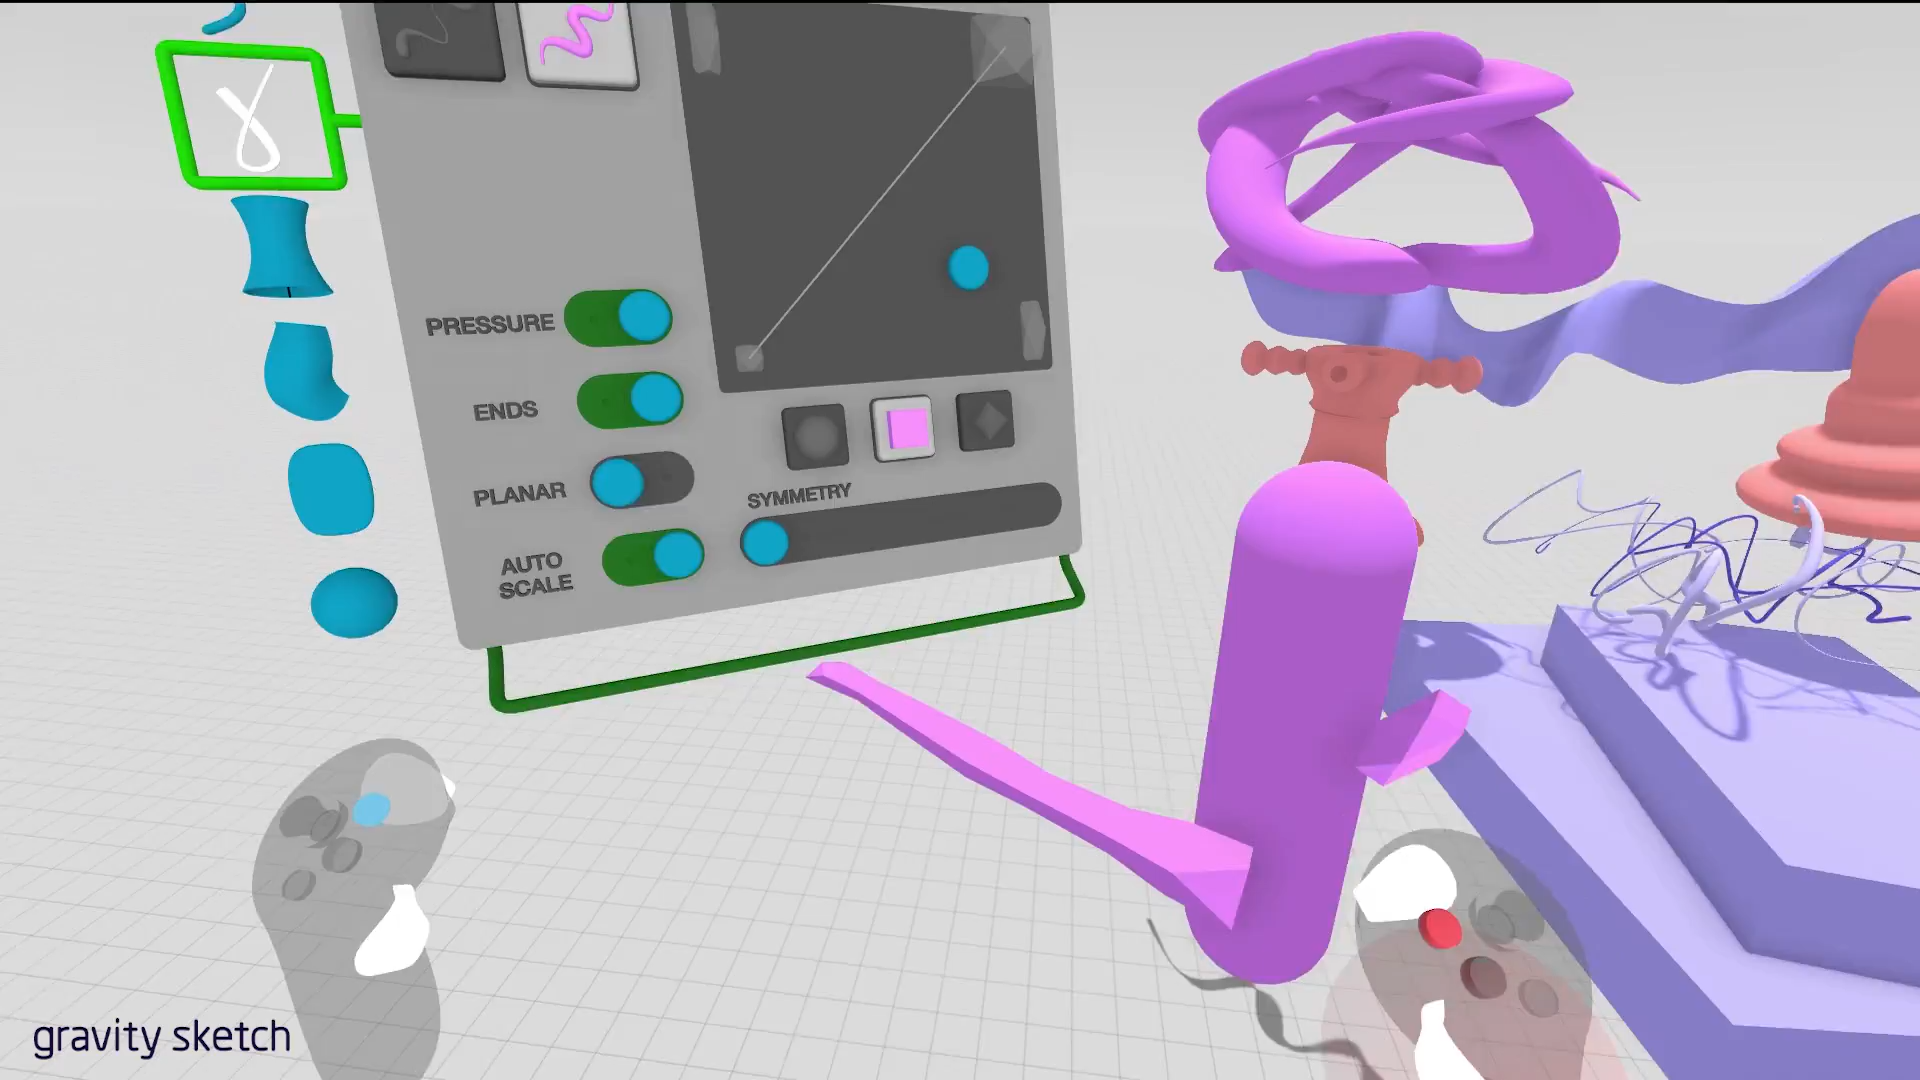 PRESSURE
ENDS
PLANAR
SYMMETRY
AUTO
SCALE
gravity sketch